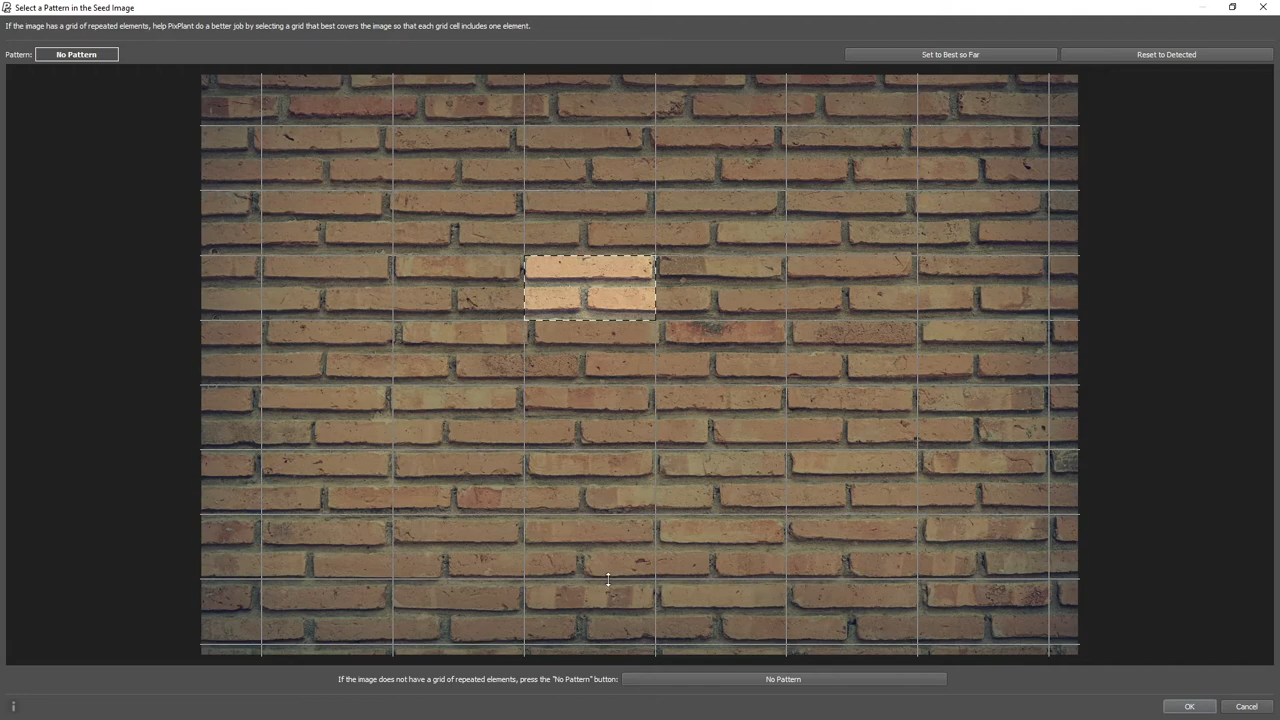 Select a Pattern in the Seed Image
If the image has a grid of repeated elements, help PixPlant do a better job by selecting a grid that best covers the image so that each grid cell includes one element.
Pattern: No Pattern Set to Best so Far Reset to Detected
If the image does not have a grid of repeated elements, press the "No Pattern" button: No Pattern
OK Cancel